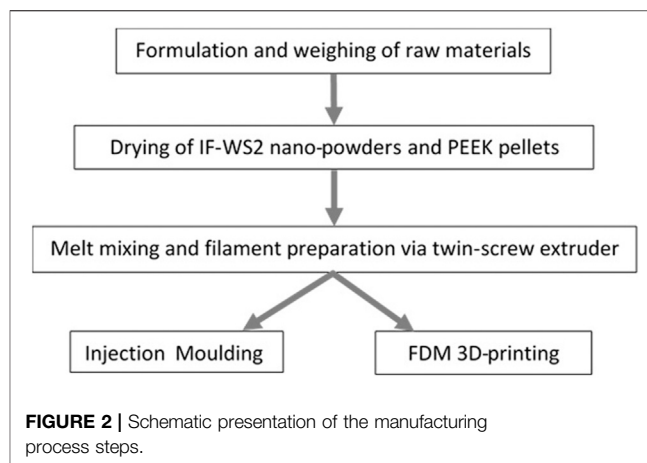 Formulation and weighing of raw materials
Drying of IF-WS2 nano-powders and PEEK pellets
Melt mixing and filament preparation via twin-screw extruder
Injection Moulding
FDM 3D-printing
FIGURE 2 | Schematic presentation of the manufacturing
process steps.